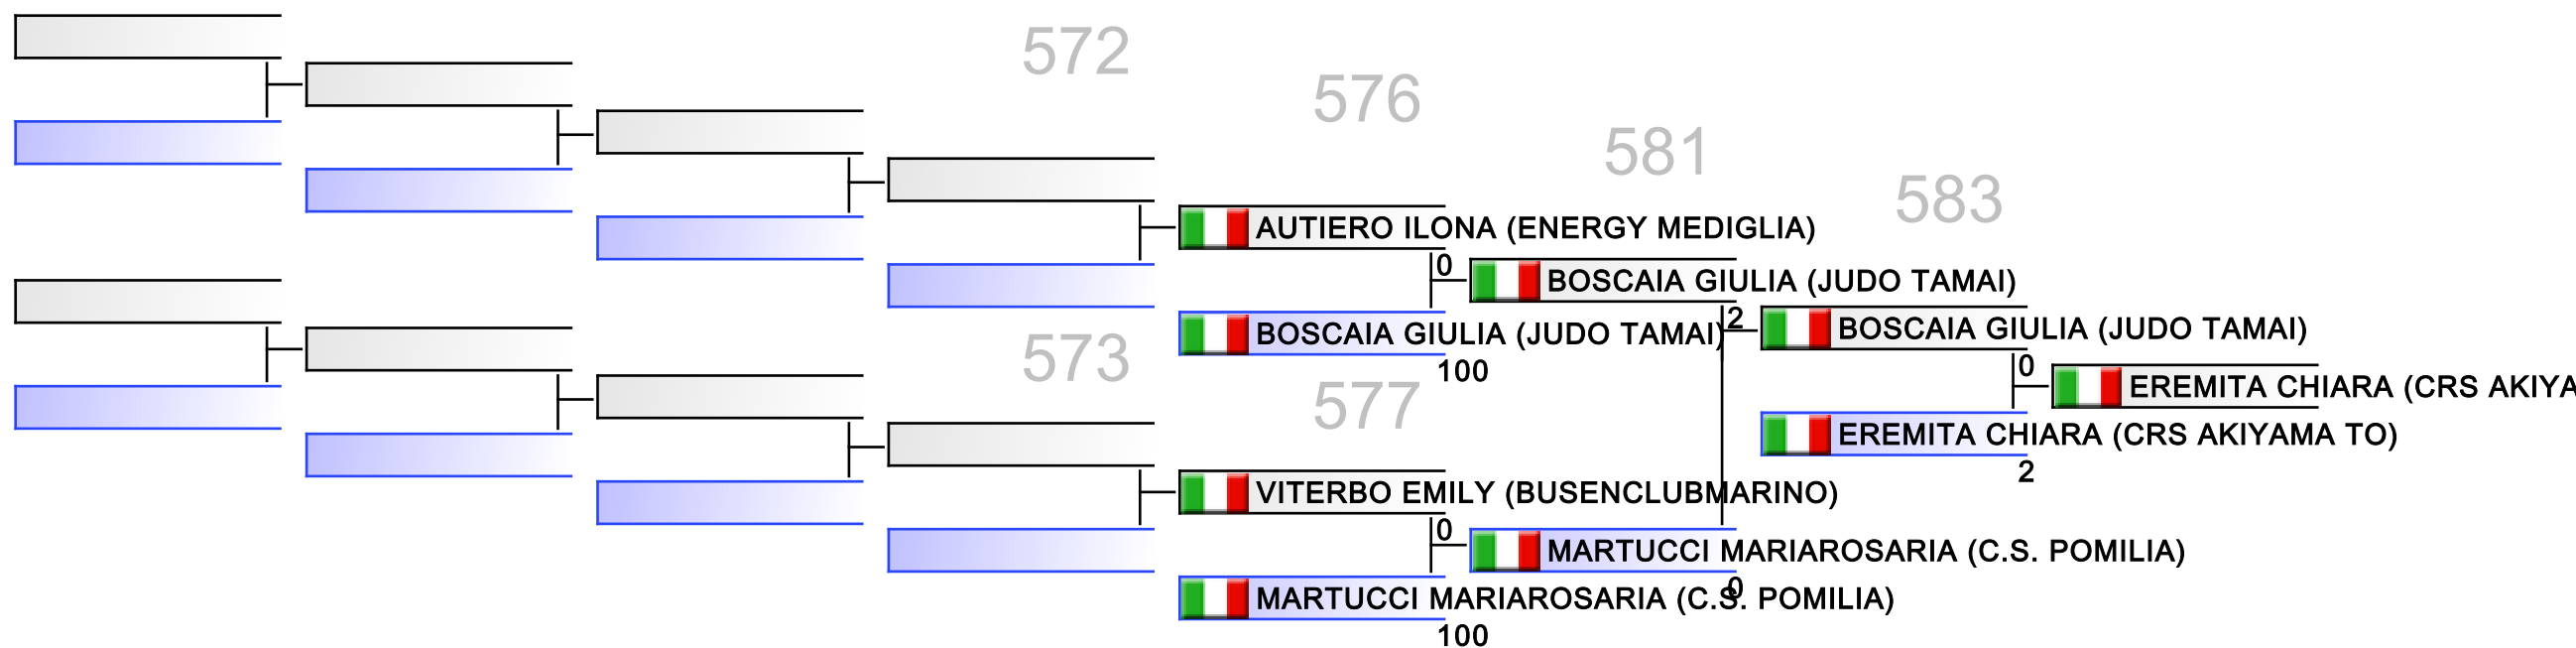 572
576
581
583
AUTIERO ILONA (ENERGY MEDIGLIA)
0
BOSCAIA GIULIA (JUDO TAMAI)
2
BOSCAIA GIULIA (JUDO TAMAI)
BOSCAIA GIULIA (JUDO TAMAI)
100
0
EREMITA CHIARA (CRS AKIYA
573
577
EREMITA CHIARA (CRS AKIYAMA TO)
2
VITERBO EMILY (BUSENCLUBMARINO)
0
MARTUCCI MARIAROSARIA (C.S. POMILIA)
0
MARTUCCI MARIAROSARIA (C.S. POMILIA)
100